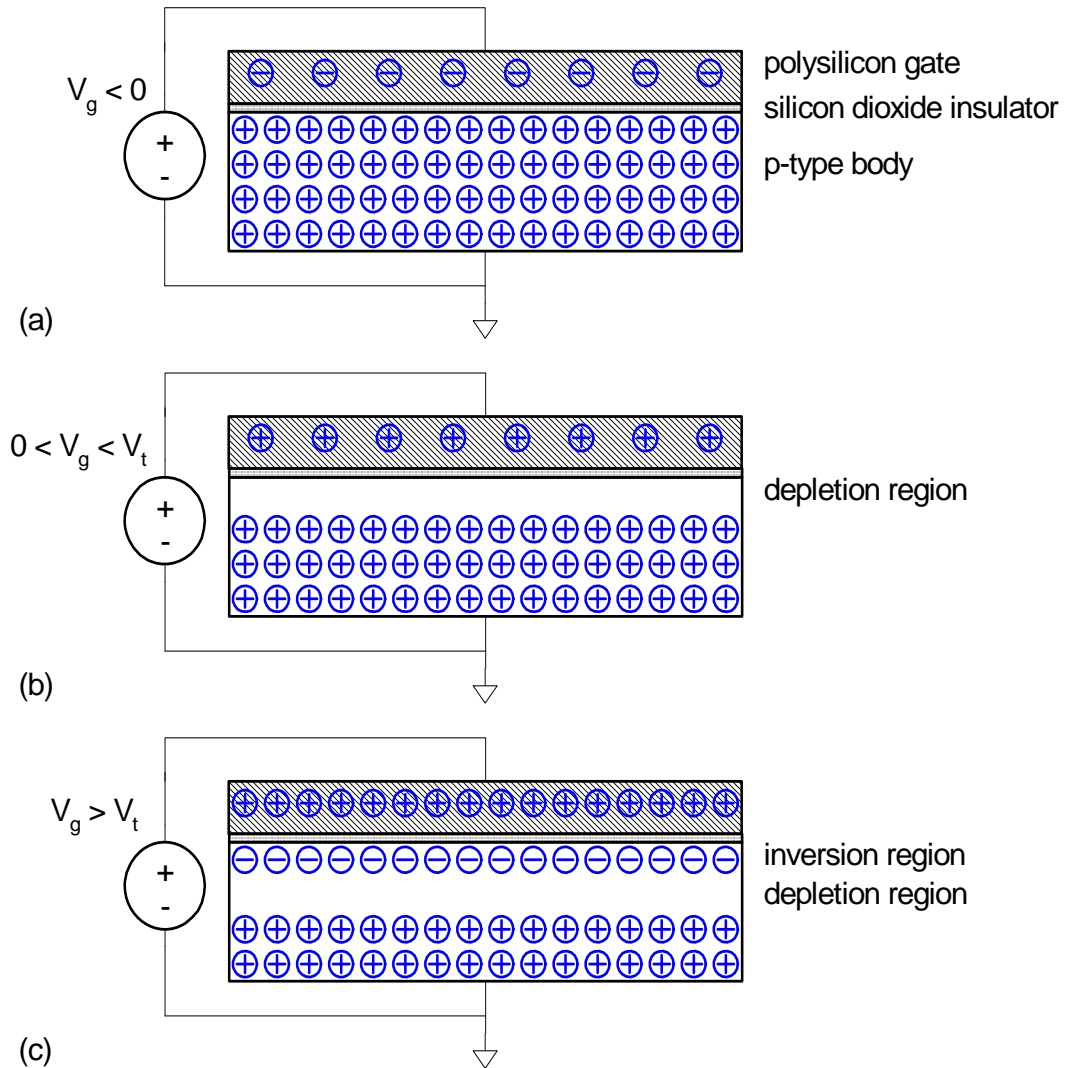 V_g < 0
+
-
polysilicon gate
silicon dioxide insulator
p-type body
(a)
0 < V_g < V_t
+
-
depletion region
(b)
V_g > V_t
+
-
inversion region
depletion region
(c)